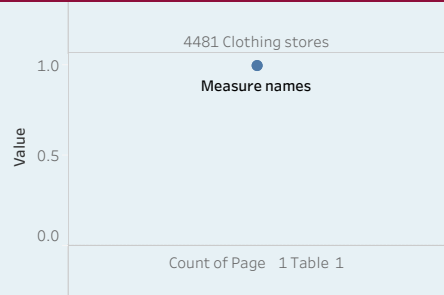 4481 Clothing stores
1.0
Measure names
Value
0.5
0.0
Count of Page 1 Table 1